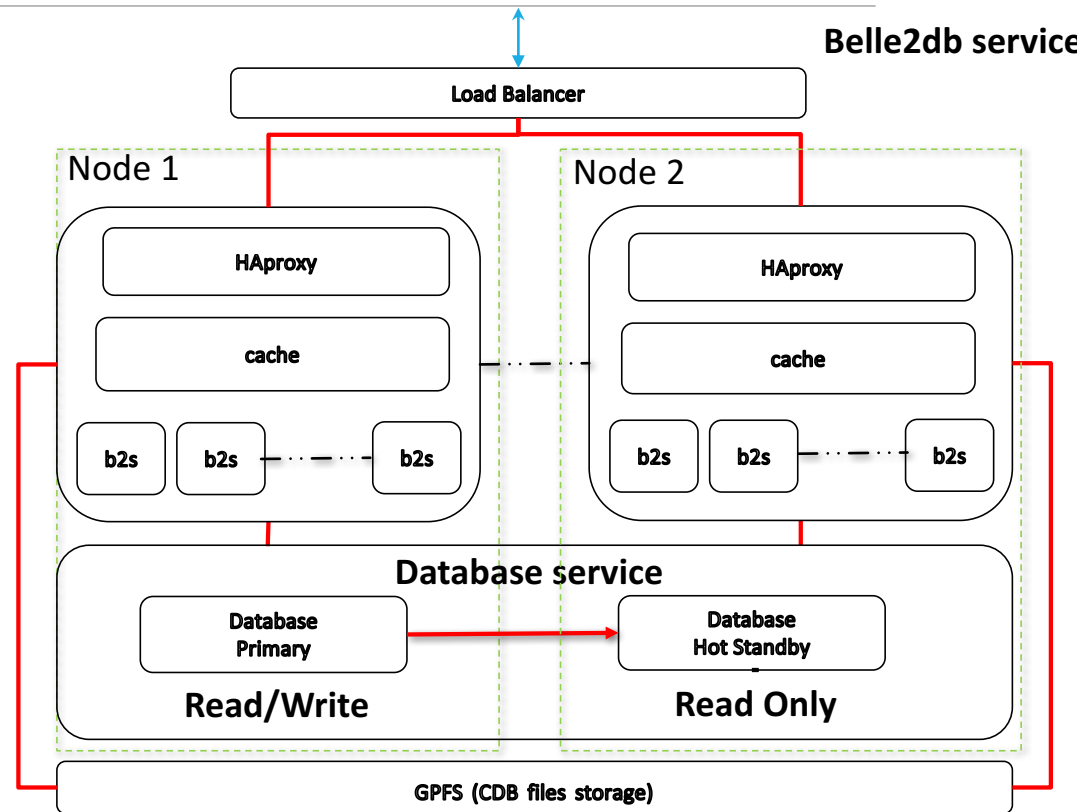 Belle2db service
Load Balancer
Node 1
Node 2
HAproxy
HAproxy
cache
cache
b2s
b2s
b2s
b2s
b2s
b2s
Database service
Database
Primary
Database
Hot Standby
Read/Write
Read Only
GPFS (CDB files storage)